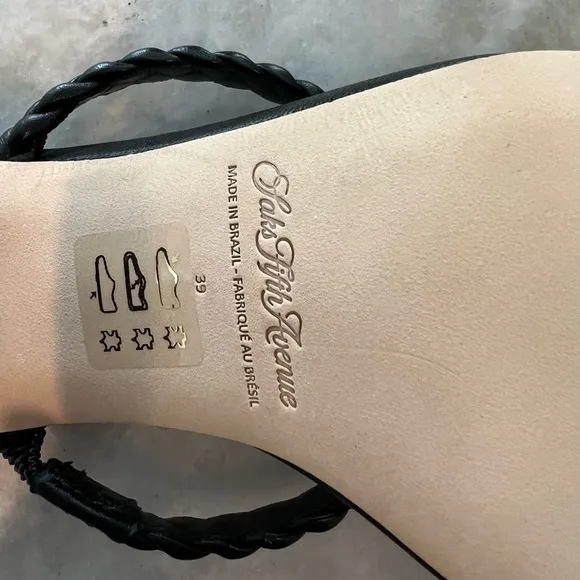 Saks Fifth Avenue
MADE IN BRAZIL - FABRIQUÉ AU BRÉSIL
39